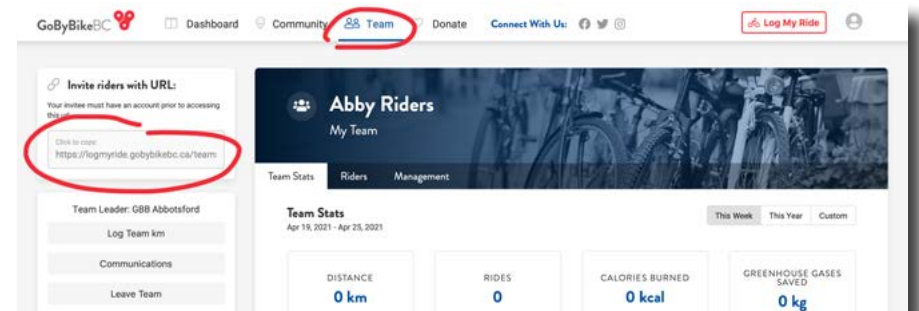 GoByBikeBC Dashboard Community Team Donate Connect With Us: Log My Ride
Invite riders with URL:
Your invitee must have an account prior to accessing
this url
Click to copy:
https://logmyride.gobybikebc.ca/team
Team Leader: GBB Abbotsford
Log Team km
Communications
Leave Team
Abby Riders
My Team
Team Stats Riders Management
Team Stats
Apr 19, 2021 - Apr 25, 2021
This Week This Year Custom
DISTANCE
0 km
RIDES
0
CALORIES BURNED
0 kcal
GREENHOUSE GASES
SAVED
0 kg